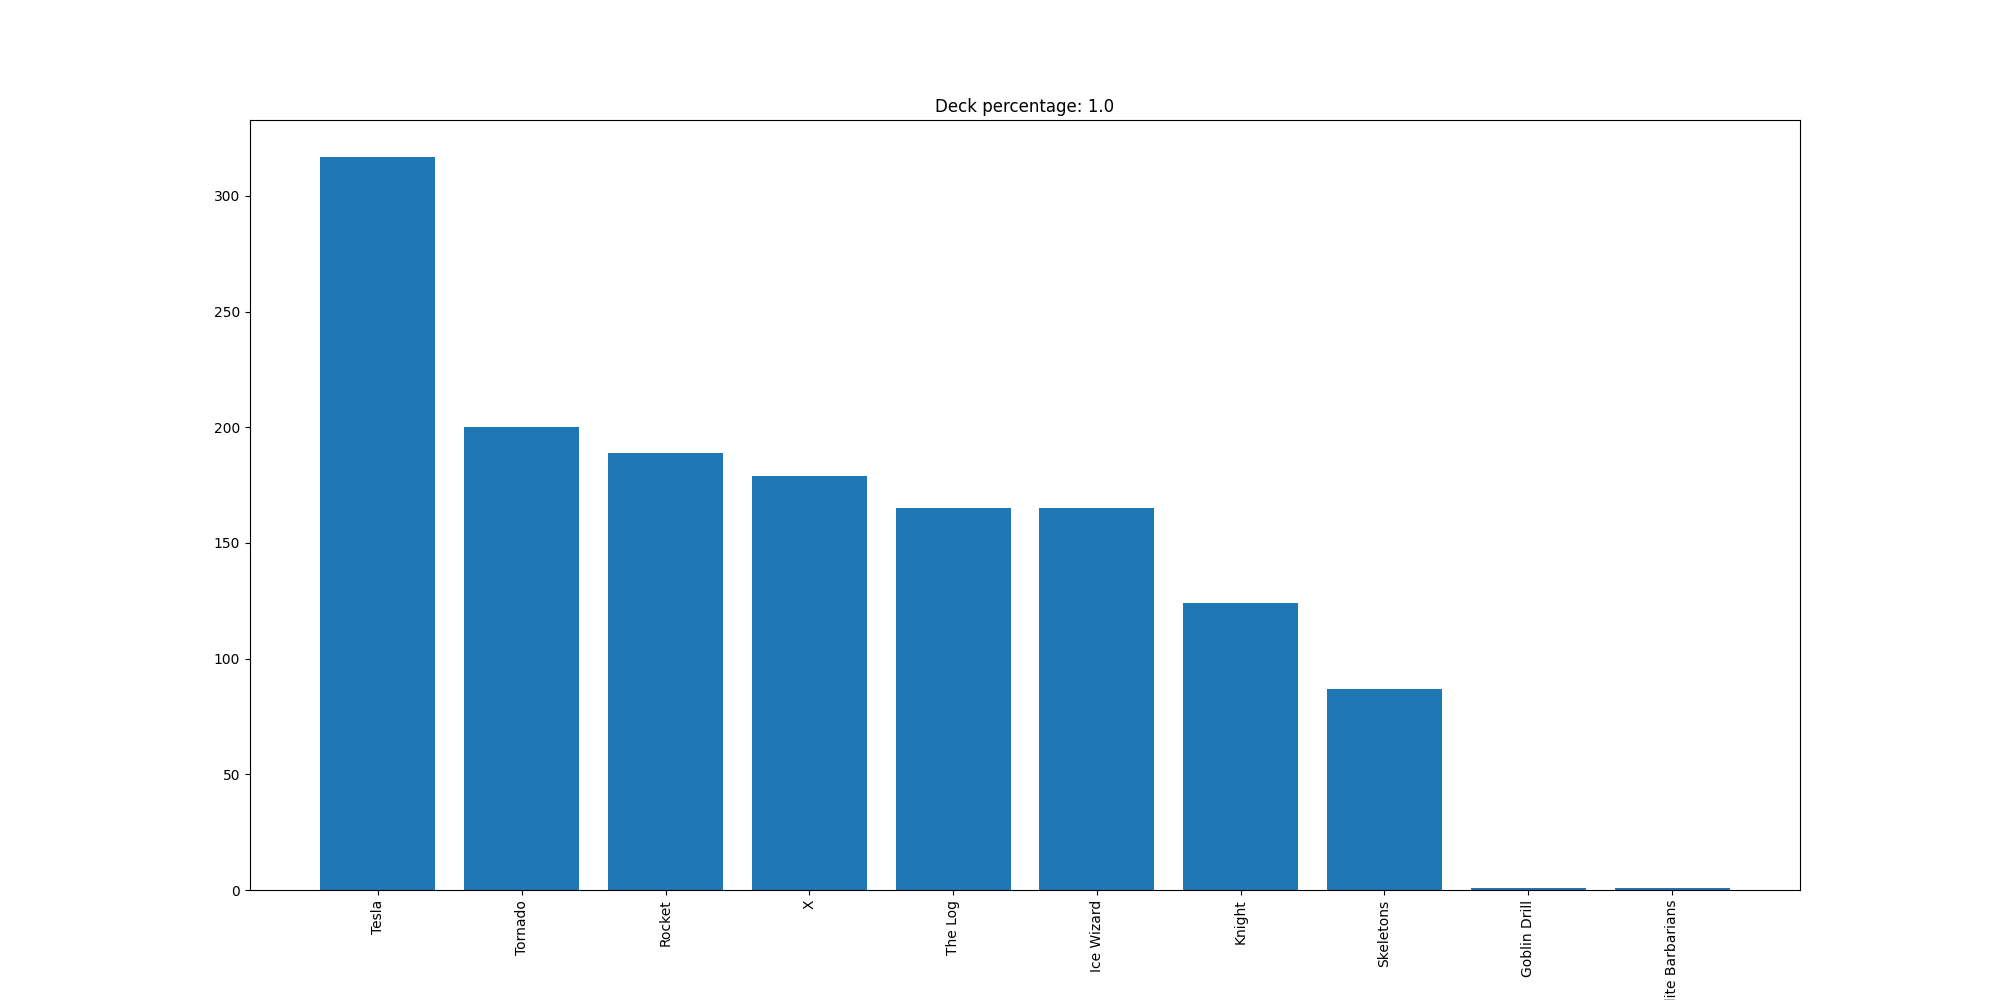 Deck percentage: 1.0
300
250
200
150
100
50
0
Tesla
Tornado
Rocket
X
The Log
Ice Wizard
Knight
Skeletons
Goblin Drill
lite Barbarians